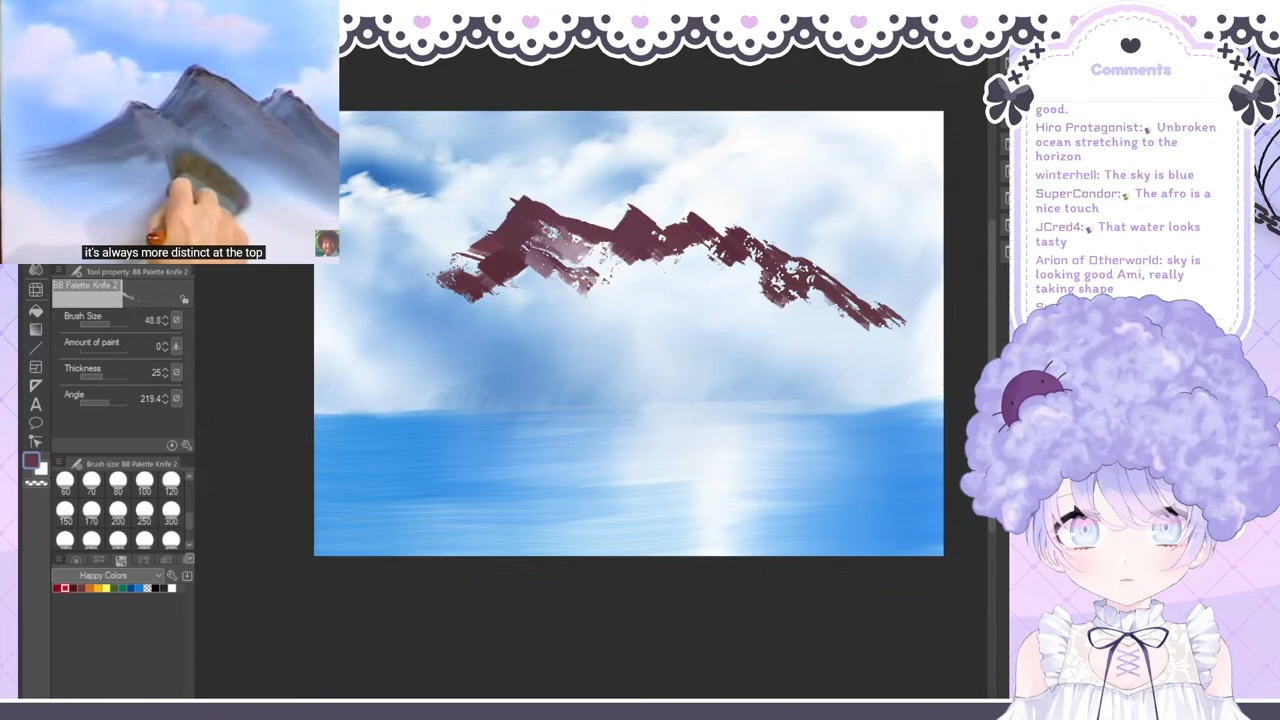 it's always more distinct at the top
Tool property: BB Palette Knife 2
BB Palette Knife 2
Brush Size 48.8
Amount of paint 0
Thickness 25
Angle 219.4
Brush size: BB Palette Knife 2
60 70 80 100 120
150 170 200 250 300
Happy Colors
Comments
good.
Hiro Protagonist: Unbroken
ocean stretching to the
horizon
winterhell: The sky is blue
SuperCondor: The afro is a
nice touch
JCred4: That water looks
tasty
Arion of Otherworld: sky is
looking good Ami, really
taking shape